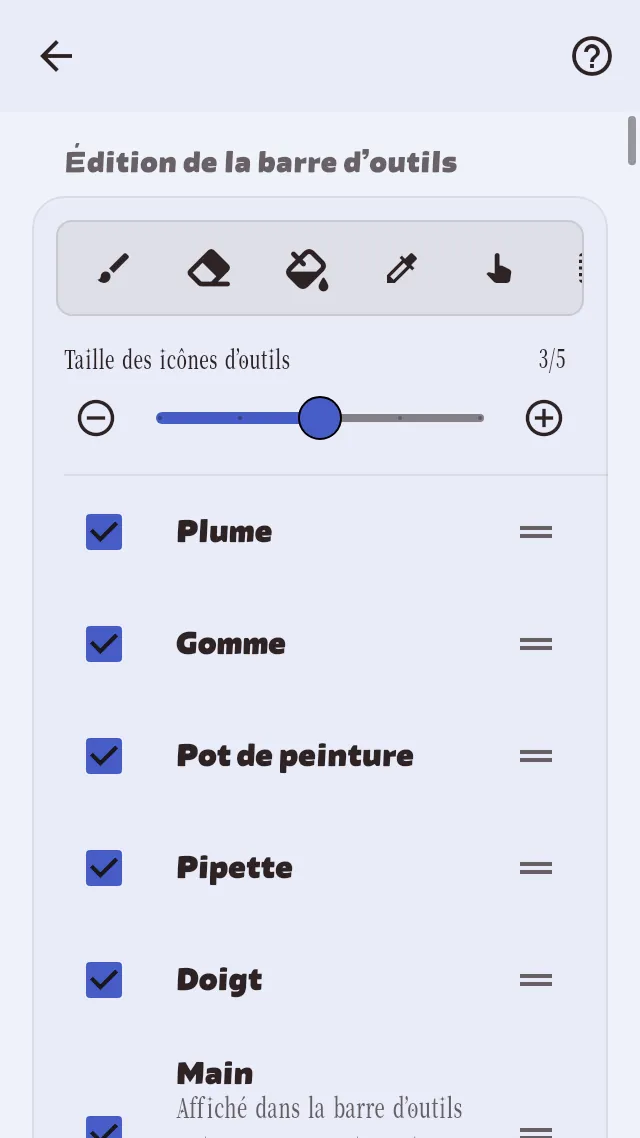 Édition de la barre d’outils
Taille des icônes d’outils 3/5
Plume
Gomme
Pot de peinture
Pipette
Doigt
Main
Affiché dans la barre d’outils